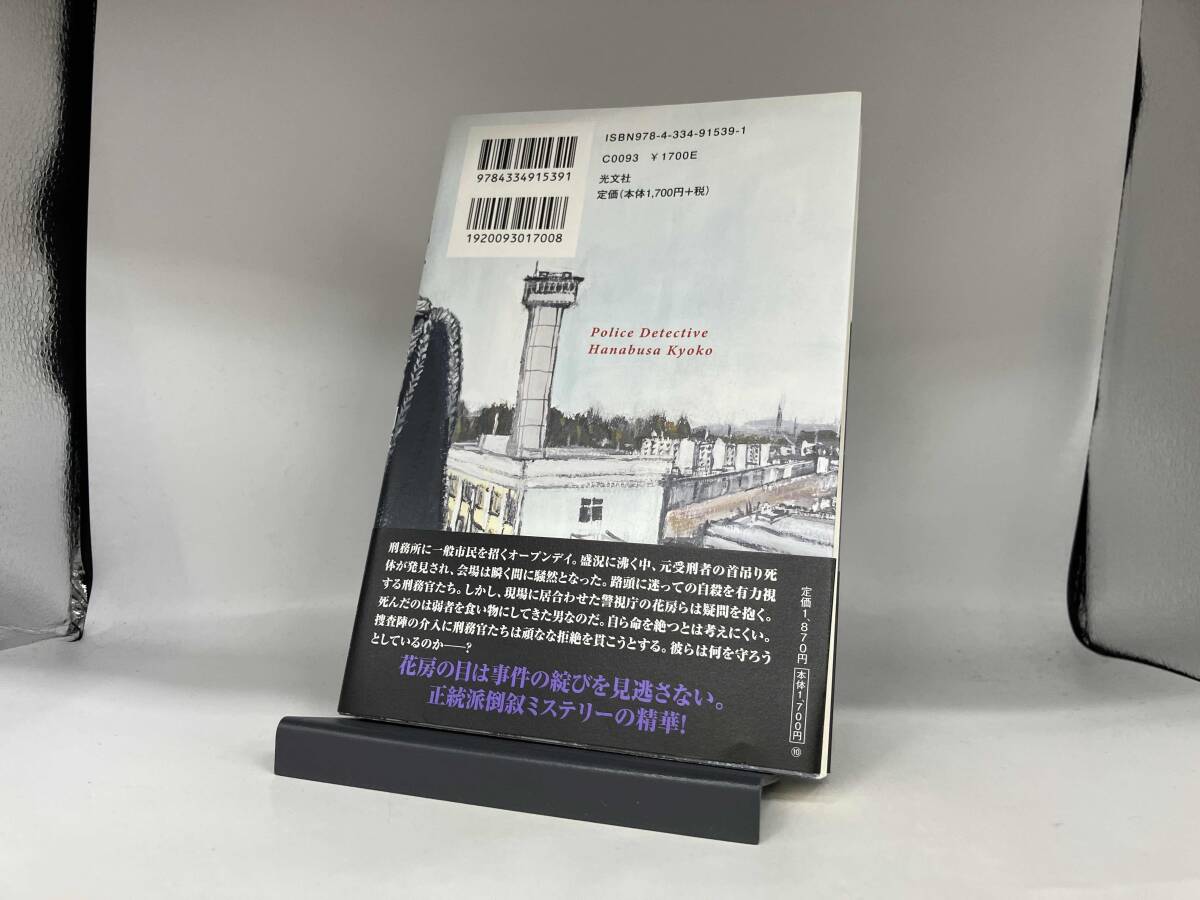 9784334915391
1920093017008
ISBN978-4-334-91539-1
C0093 ¥1700E
光文社
定価(本体1,700円+税)
Police Detective
Hanabusa Kyoko
刑務所に一般市民を招くオープンデイ。盛況に沸く中、元受刑者の首吊り死
体が発見され、会場は瞬く間に騒然となった。路頭に迷っての自殺を有力視
する刑務官たち。しかし、現場に居合わせた警視庁の花房らは疑問を抱く。
死んだのは弱者を食い物にしてきた男なのだ。自ら命を絶つとは考えにくい。
捜査陣の介入に刑務官たちは頑なな拒絶を貫こうとする。彼らは何を守ろう
としているのか――?
花房の目は事件の綻びを見逃さない。
正統派倒叙ミステリーの精華!
定価1,870円 本体1,700円 ⑩